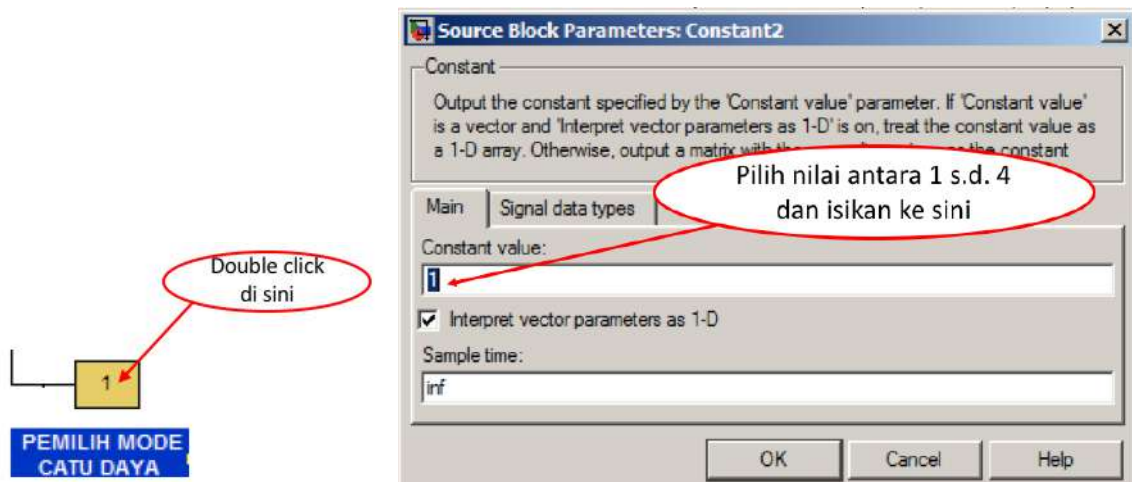 Double click
di sini
1
PEMILIH MODE
CATU DAYA
Source Block Parameters: Constant2
Constant
Output the constant specified by the 'Constant value' parameter. If 'Constant value'
is a vector and 'Interpret vector parameters as 1-D' is on, treat the constant value as
a 1-D array. Otherwise, output a matrix with the constant
Pilih nilai antara 1 s.d. 4
dan isikan ke sini
Main Signal data types
Constant value:
1
Interpret vector parameters as 1-D
Sample time:
inf
OK Cancel Help